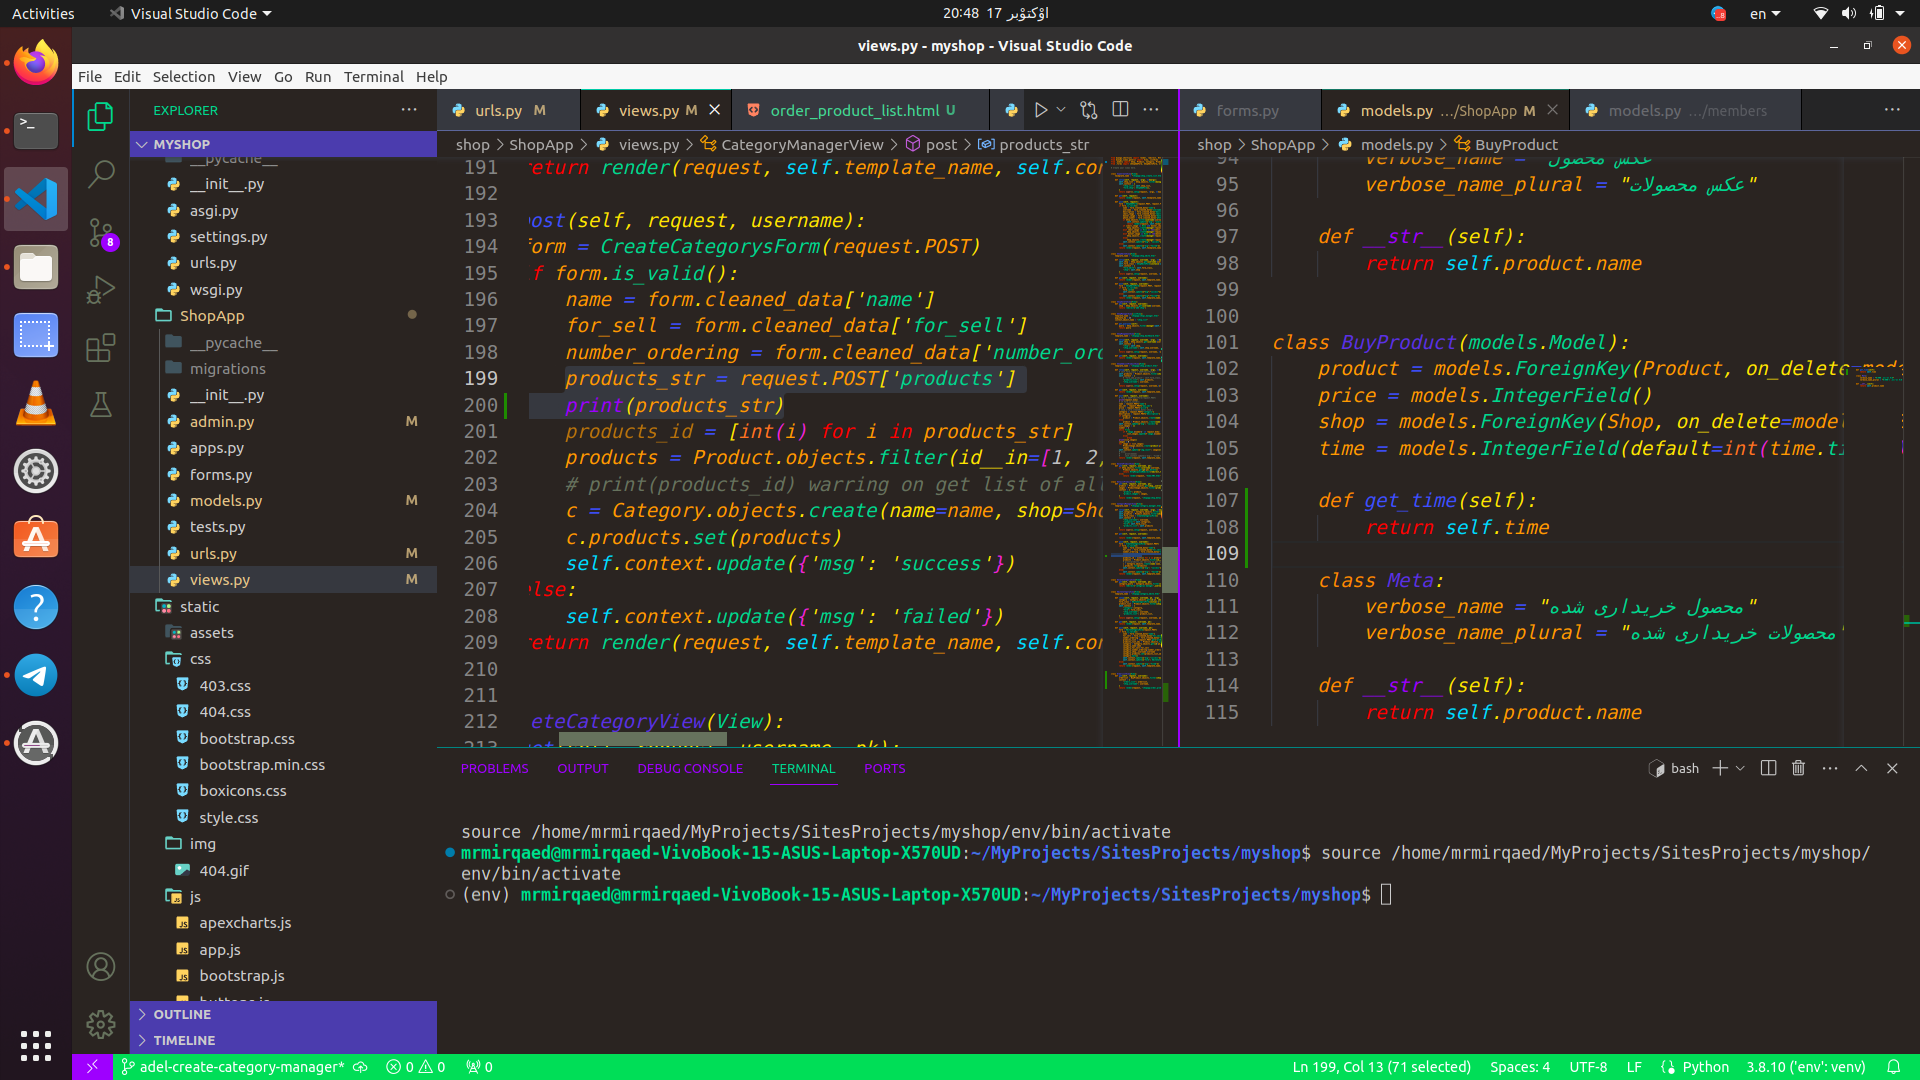 Activities
Visual Studio Code
20:48 17 اۆکتۆبر
en
views.py - myshop - Visual Studio Code
File Edit Selection View Go Run Terminal Help
EXPLORER
MYSHOP
__pycache__
__init__.py
asgi.py
settings.py
urls.py
wsgi.py
ShopApp
__pycache__
migrations
__init__.py
admin.py M
apps.py
forms.py
models.py M
tests.py
urls.py M
views.py M
static
assets
css
403.css
404.css
bootstrap.css
bootstrap.min.css
boxicons.css
style.css
img
404.gif
js
apexcharts.js
app.js
bootstrap.js
OUTLINE
TIMELINE
8
urls.py M
views.py M
order_product_list.html U
shop > ShopApp > views.py > CategoryManagerView > post > products_str
191 return render(request, self.template_name, self.con
192
193 post(self, request, username):
194 form = CreateCategorysForm(request.POST)
195 if form.is_valid():
196 name = form.cleaned_data['name']
197 for_sell = form.cleaned_data['for_sell']
198 number_ordering = form.cleaned_data['number_ord
199 products_str = request.POST['products']
200 print(products_str)
201 products_id = [int(i) for i in products_str]
202 products = Product.objects.filter(id__in=[1, 2,
203 # print(products_id) warring on get list of all
204 c = Category.objects.create(name=name, shop=Sho
205 c.products.set(products)
206 self.context.update({'msg': 'success'})
207 else:
208 self.context.update({'msg': 'failed'})
209 return render(request, self.template_name, self.con
210
211
212 eteCategoryView(View):
213
forms.py
models.py .../ShopApp M
models.py .../members
shop > ShopApp > models.py > BuyProduct
94 verbose_name = "عکس محصول"
95 verbose_name_plural = "عکس محصولات"
96
97 def __str__(self):
98 return self.product.name
99
100
101 class BuyProduct(models.Model):
102 product = models.ForeignKey(Product, on_delete=mode
103 price = models.IntegerField()
104 shop = models.ForeignKey(Shop, on_delete=model
105 time = models.IntegerField(default=int(time.ti
106
107 def get_time(self):
108 return self.time
109
110 class Meta:
111 verbose_name = "محصول خریداری شده"
112 verbose_name_plural = "محصولات خریداری شده"
113
114 def __str__(self):
115 return self.product.name
PROBLEMS OUTPUT DEBUG CONSOLE TERMINAL PORTS
bash
source /home/mrmirqaed/MyProjects/SitesProjects/myshop/env/bin/activate
mrmirqaed@mrmirqaed-VivoBook-15-ASUS-Laptop-X570UD:~/MyProjects/SitesProjects/myshop$ source /home/mrmirqaed/MyProjects/SitesProjects/myshop/
env/bin/activate
(env) mrmirqaed@mrmirqaed-VivoBook-15-ASUS-Laptop-X570UD:~/MyProjects/SitesProjects/myshop$
adel-create-category-manager* 0 0 0
Ln 199, Col 13 (71 selected) Spaces: 4 UTF-8 LF Python 3.8.10 ('env': venv)